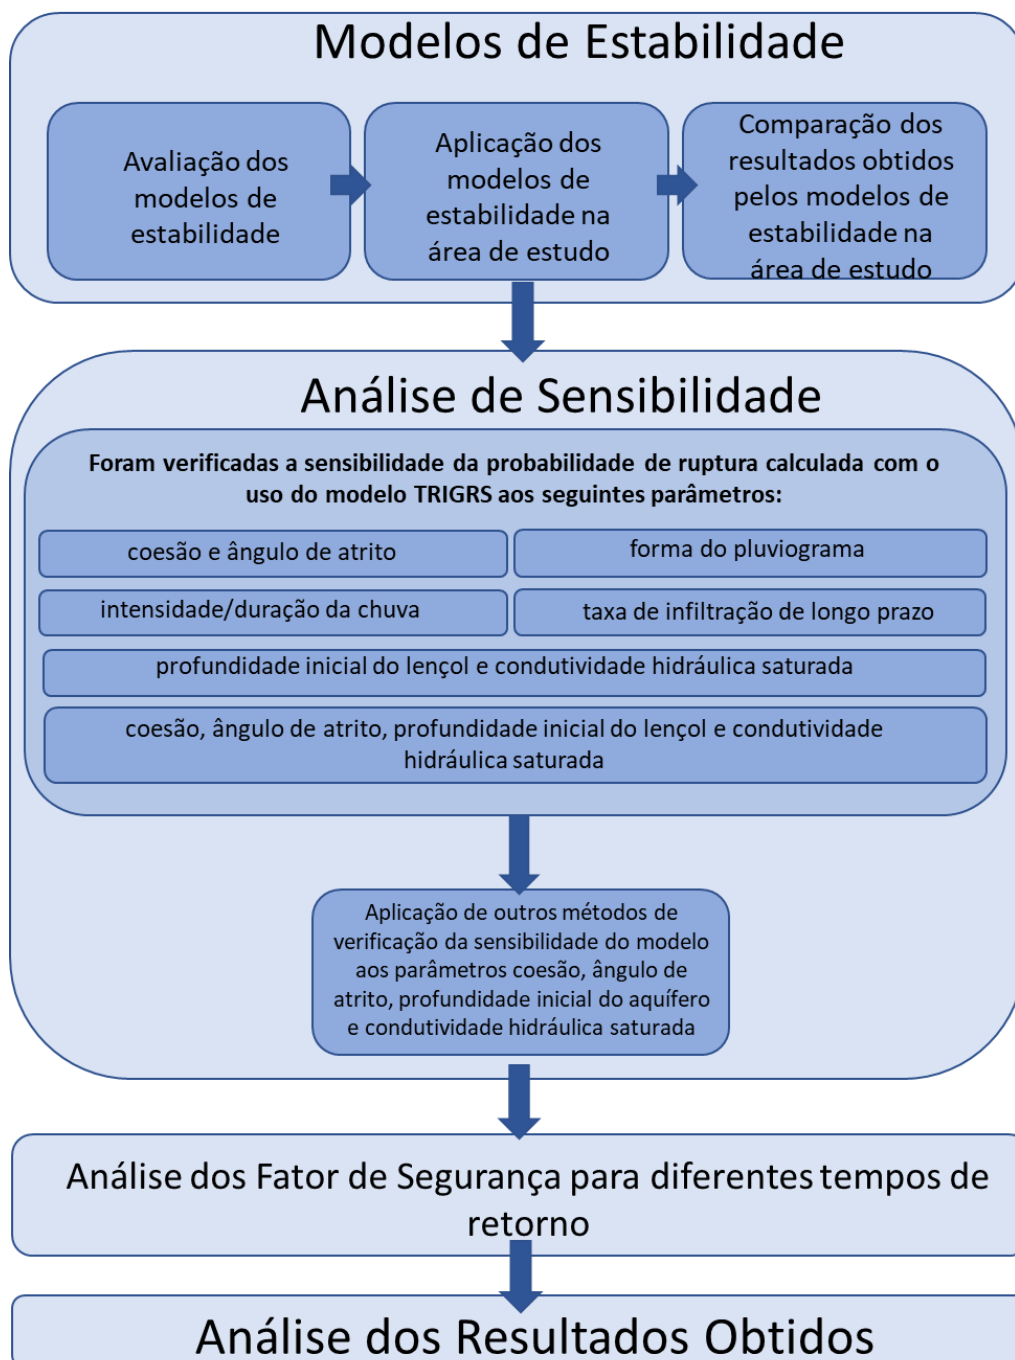 Modelos de Estabilidade
Avaliação dos
modelos de
estabilidade
Aplicação dos
modelos de
estabilidade na
área de estudo
Comparação dos
resultados obtidos
pelos modelos de
estabilidade na
área de estudo
Análise de Sensibilidade
Foram verificadas a sensibilidade da probabilidade de ruptura calculada com o
uso do modelo TRIGRS aos seguintes parâmetros:
coesão e ângulo de atrito
forma do pluviograma
intensidade/duração da chuva
taxa de infiltração de longo prazo
profundidade inicial do lençol e condutividade hidráulica saturada
coesão, ângulo de atrito, profundidade inicial do lençol e condutividade
hidráulica saturada
Aplicação de outros métodos de
verificação da sensibilidade do modelo
aos parâmetros coesão, ângulo de
atrito, profundidade inicial do aquífero
e condutividade hidráulica saturada
Análise dos Fator de Segurança para diferentes tempos de
retorno
Análise dos Resultados Obtidos